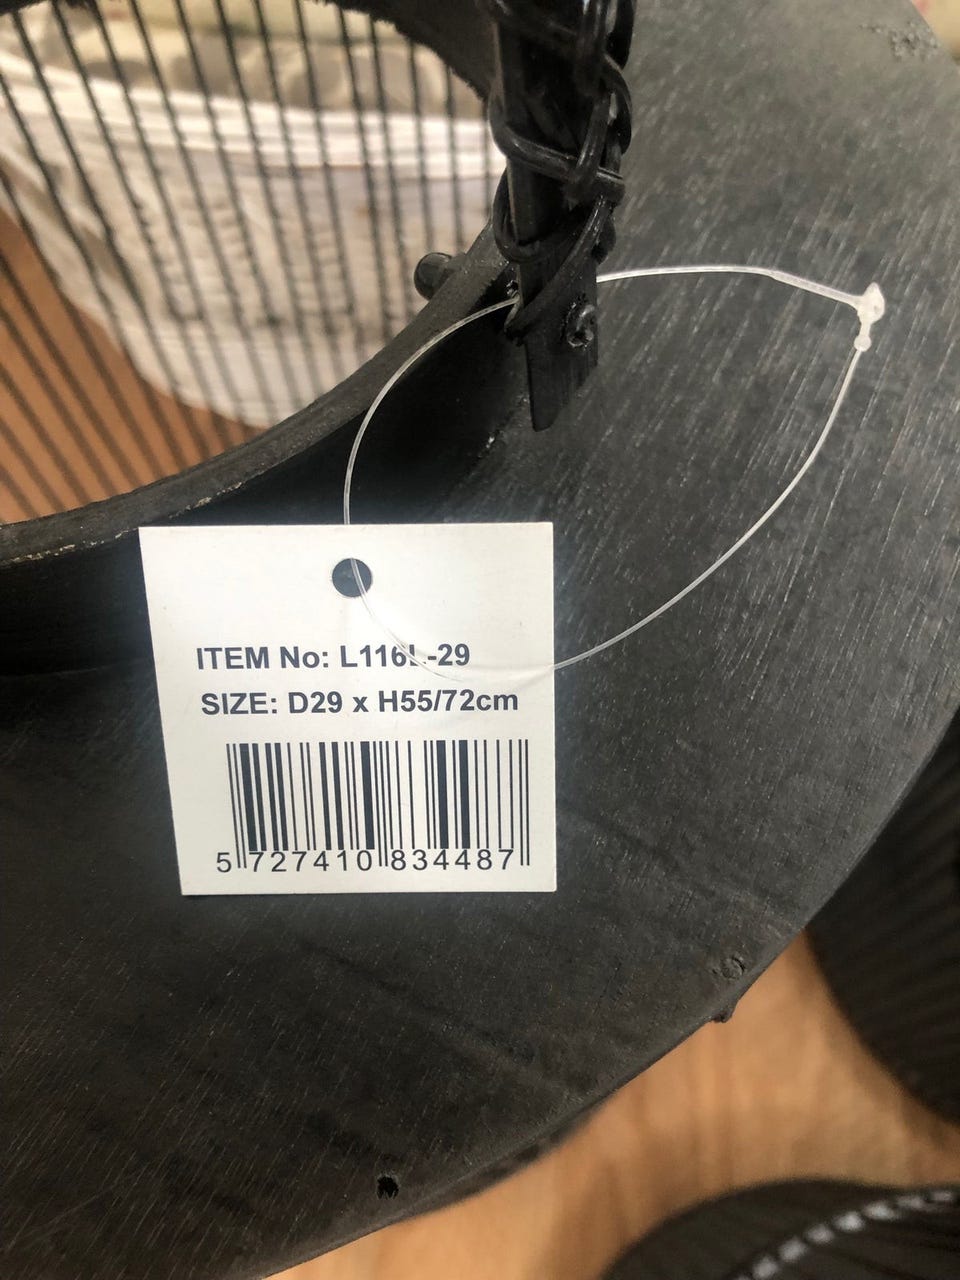 ITEM No: L116L-29
SIZE: D29 x H55/72cm
5 727410 834487